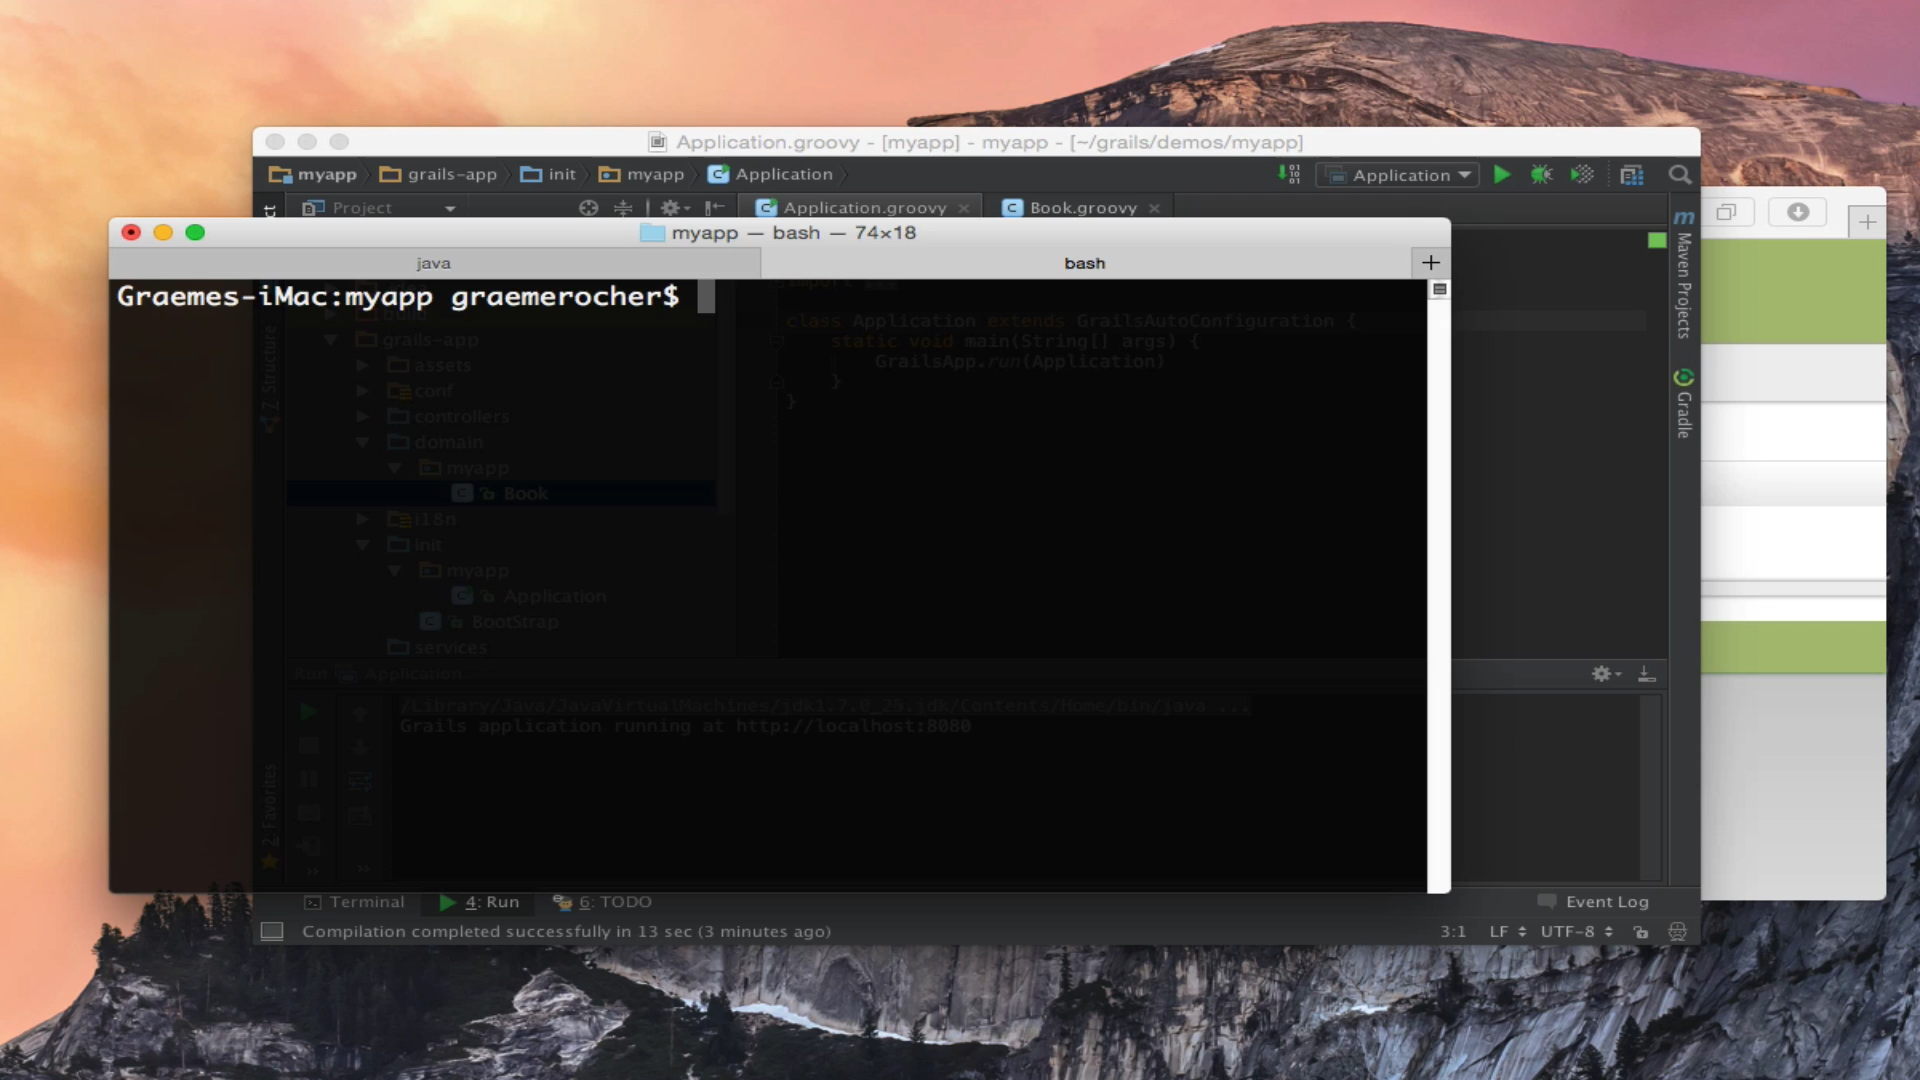 Application.groovy - [myapp] - myapp - [~/grails/demos/myapp]
myapp grails-app init myapp Application
Application
Project
Application.groovy Book.groovy
myapp — bash — 74×18
java bash
Graemes-iMac:myapp graemerocher$
class Application extends GrailsAutoConfiguration {
static void main(String[] args) {
GrailsApp.run(Application)
}
}
grails-app
assets
conf
controllers
domain
myapp
Book
i18n
init
myapp
Application
BootStrap
services
Z: Structure
2: Favorites
Maven Projects
Gradle
Run Application
/Library/Java/JavaVirtualMachines/jdk1.7.0_25.jdk/Contents/Home/bin/java ...
Grails application running at http://localhost:8080
Terminal 4: Run 6: TODO Event Log
Compilation completed successfully in 13 sec (3 minutes ago) 3:1 LF UTF-8